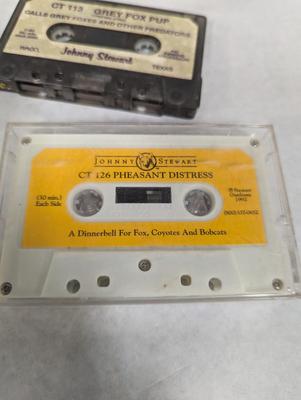 CT 113 GREY FOX PUP
CALLS GREY FOXES AND OTHER PREDATORS
Johnny Stewart
WACO,
TEXAS
JOHNNY STEWART
CT 126 PHEASANT DISTRESS
(30 min.)
Each Side
1992
A Dinnerbell For Fox, Coyotes And Bobcats